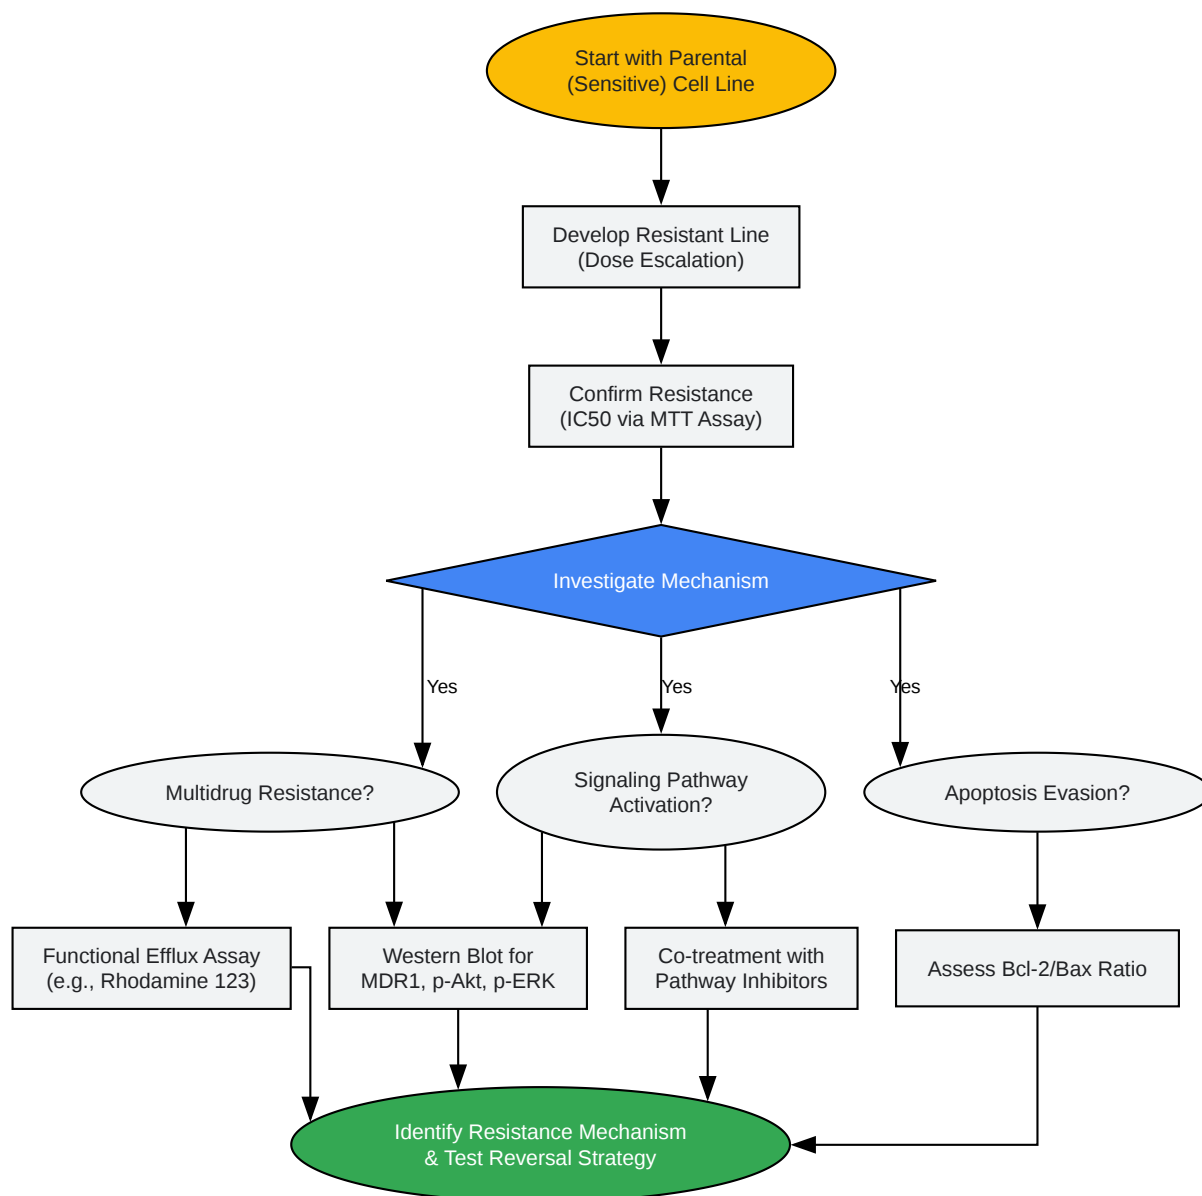 Start with Parental
(Sensitive) Cell Line
Develop Resistant Line
(Dose Escalation)
Confirm Resistance
(IC50 via MTT Assay)
Investigate Mechanism
Yes
Yes
Yes
Multidrug Resistance?
Signaling Pathway
Activation?
Apoptosis Evasion?
Functional Efflux Assay
(e.g., Rhodamine 123)
Western Blot for
MDR1, p-Akt, p-ERK
Co-treatment with
Pathway Inhibitors
Assess Bcl-2/Bax Ratio
Identify Resistance Mechanism
& Test Reversal Strategy